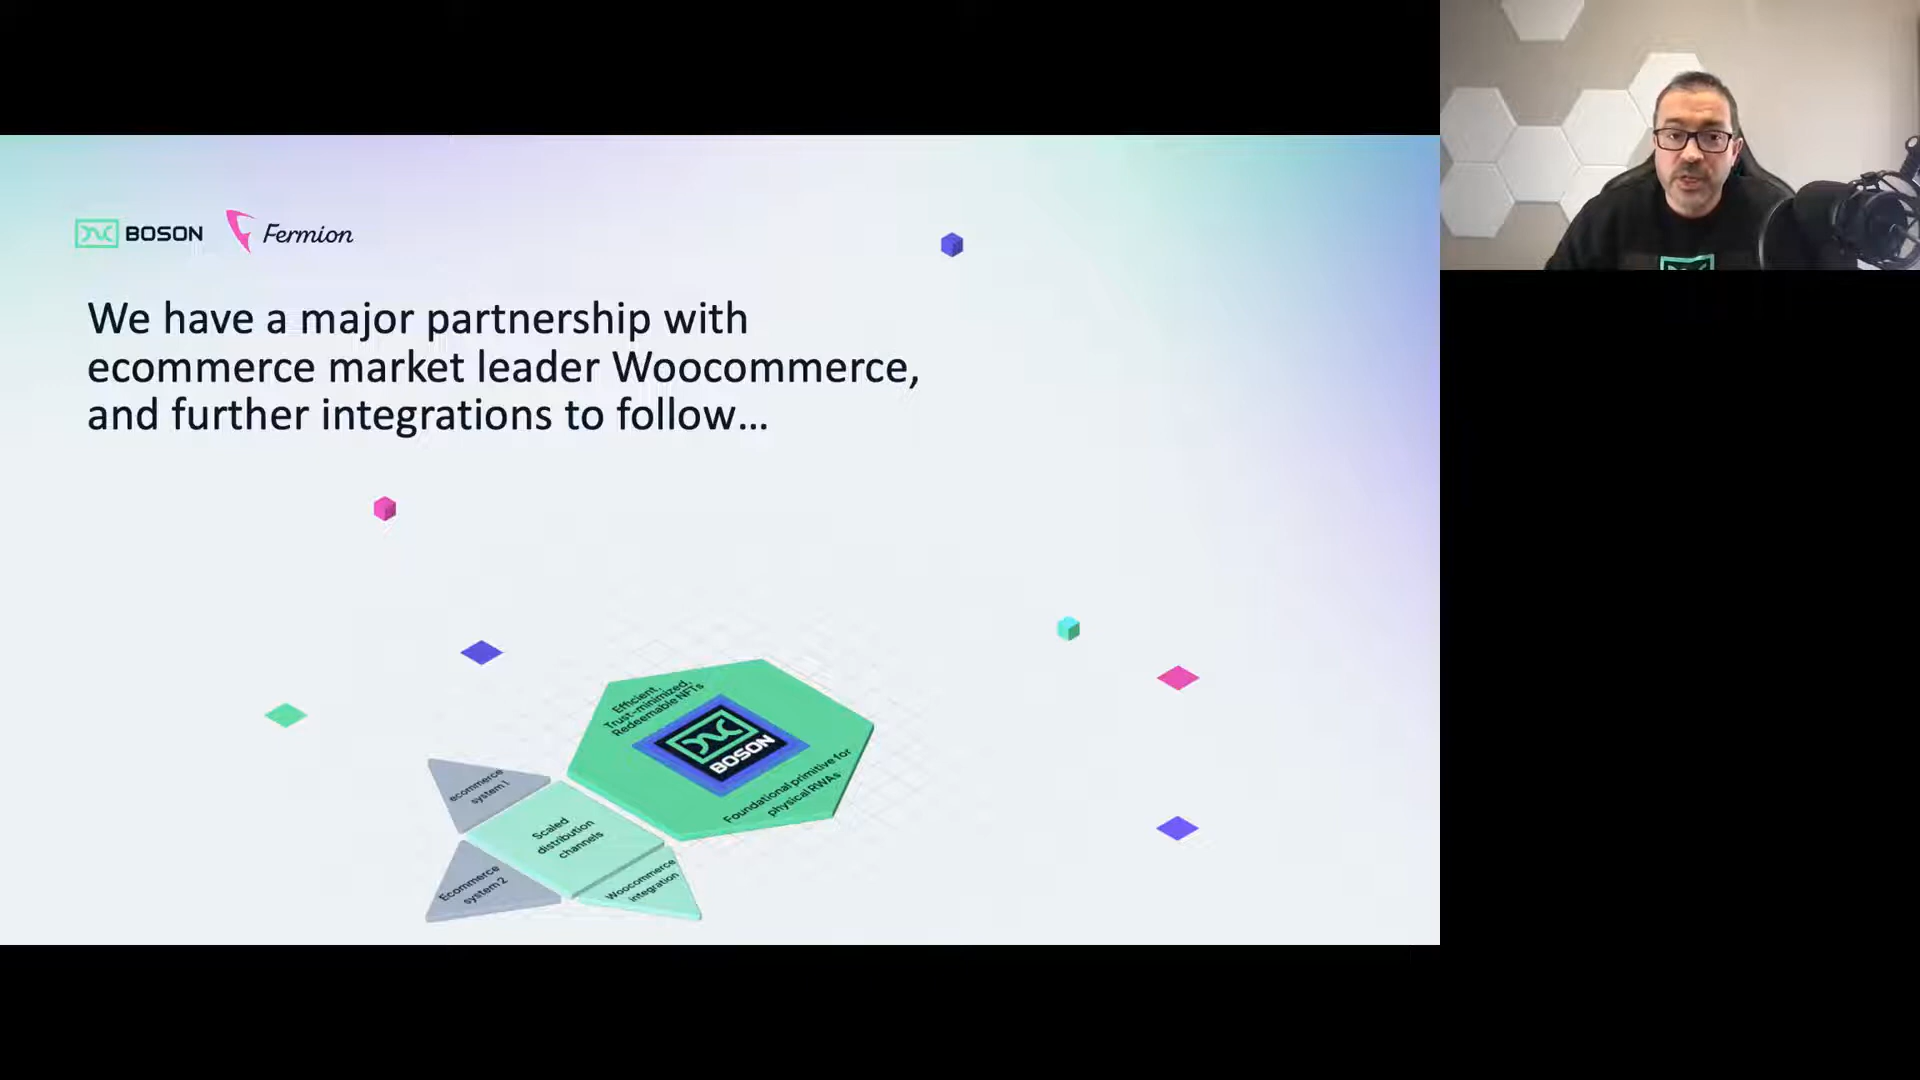 BOSON
Fermion
We have a major partnership with
ecommerce market leader Woocommerce,
and further integrations to follow...
Efficient,
Trust-minimized,
Redeemable NFTs
BOSON
Foundational primitive for
physical RWAs
ecommerce
system 1
Scaled
distribution
channels
Ecommerce
system 2
Woocommerce
integration